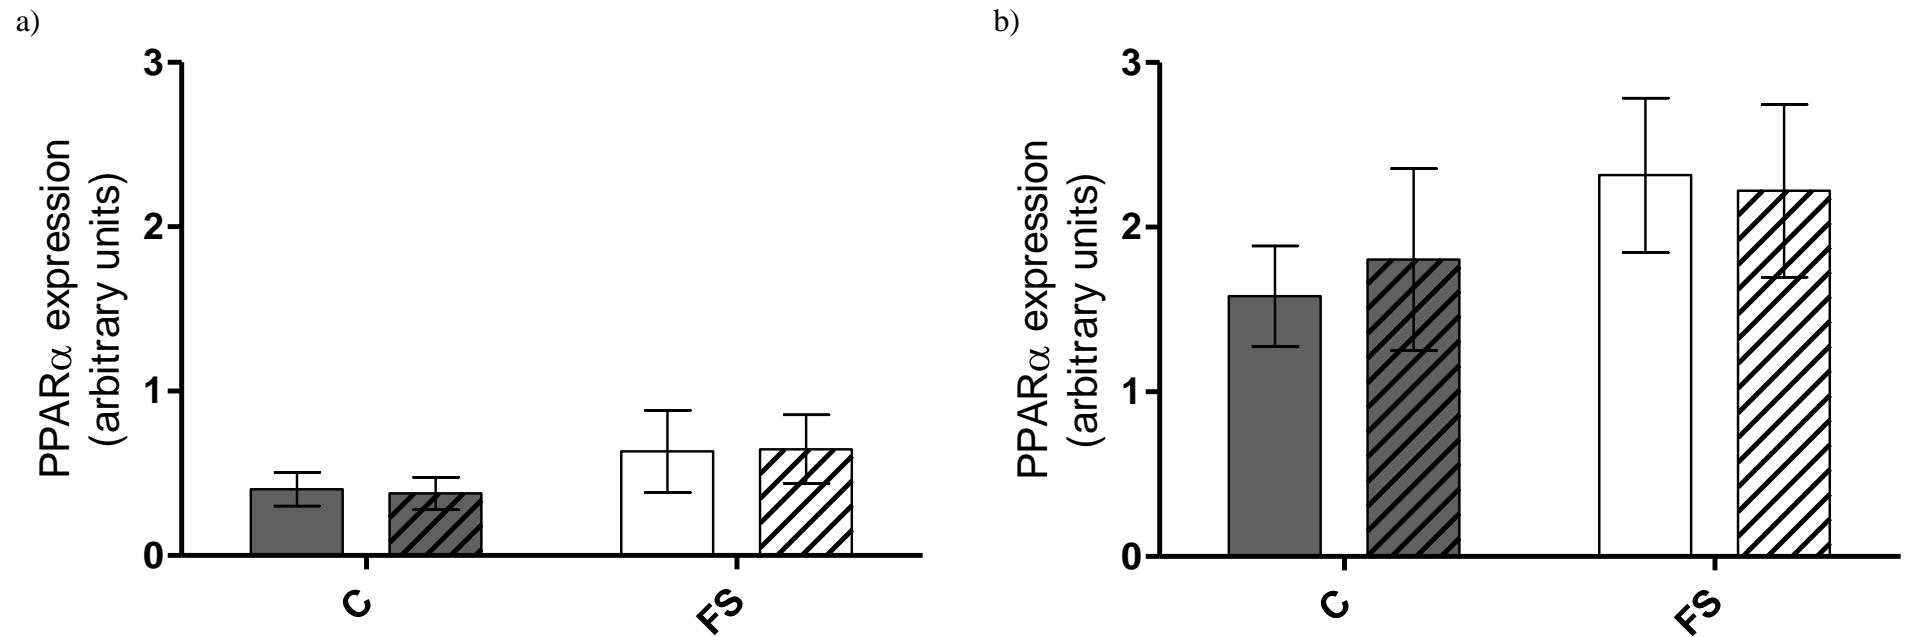 a)
3
2
1
0
PPARα expression
(arbitrary units)
C
FS
b)
3
2
1
0
PPARα expression
(arbitrary units)
C
FS